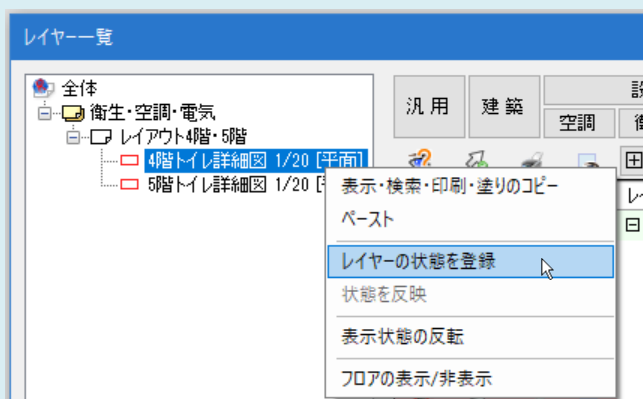 レイヤー一覧
全体
衛生・空調・電気
レイアウト4階・5階
4階トイレ詳細図 1/20 [平面]
5階トイレ詳細図 1/20 [
汎用
建築
空調
表示・検索・印刷・塗りのコピー
ペースト
レイヤーの状態を登録
状態を反映
表示状態の反転
フロアの表示/非表示